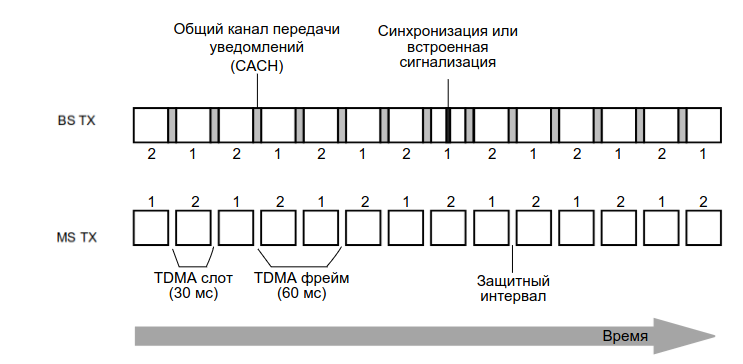 Общий канал передачи
уведомлений
(CACH)
Синхронизация или
встроенная
сигнализация
BS TX
2 1 2 1 2 1 2 1 2 1 2 1 2 1
1 2 1 2 1 2 1 2 1 2 1 2 1 2
MS TX
TDMA слот
(30 мс)
TDMA фрейм
(60 мс)
Защитный
интервал
Время